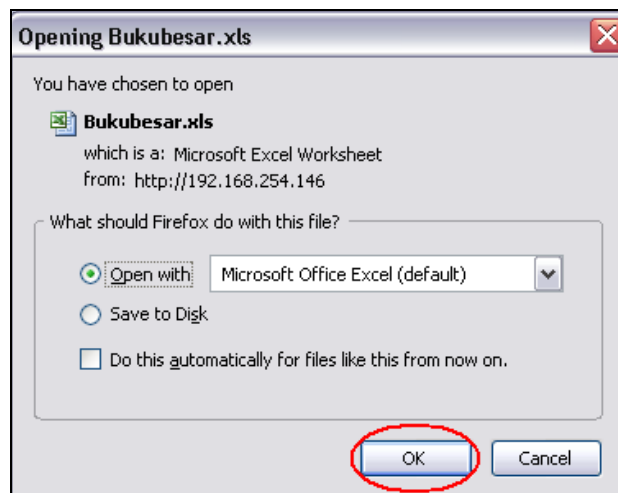 Opening Bukubesar.xls
You have chosen to open
Bukubesar.xls
which is a: Microsoft Excel Worksheet
from: http://192.168.254.146
What should Firefox do with this file?
Open with Microsoft Office Excel (default)
Save to Disk
Do this automatically for files like this from now on.
OK Cancel